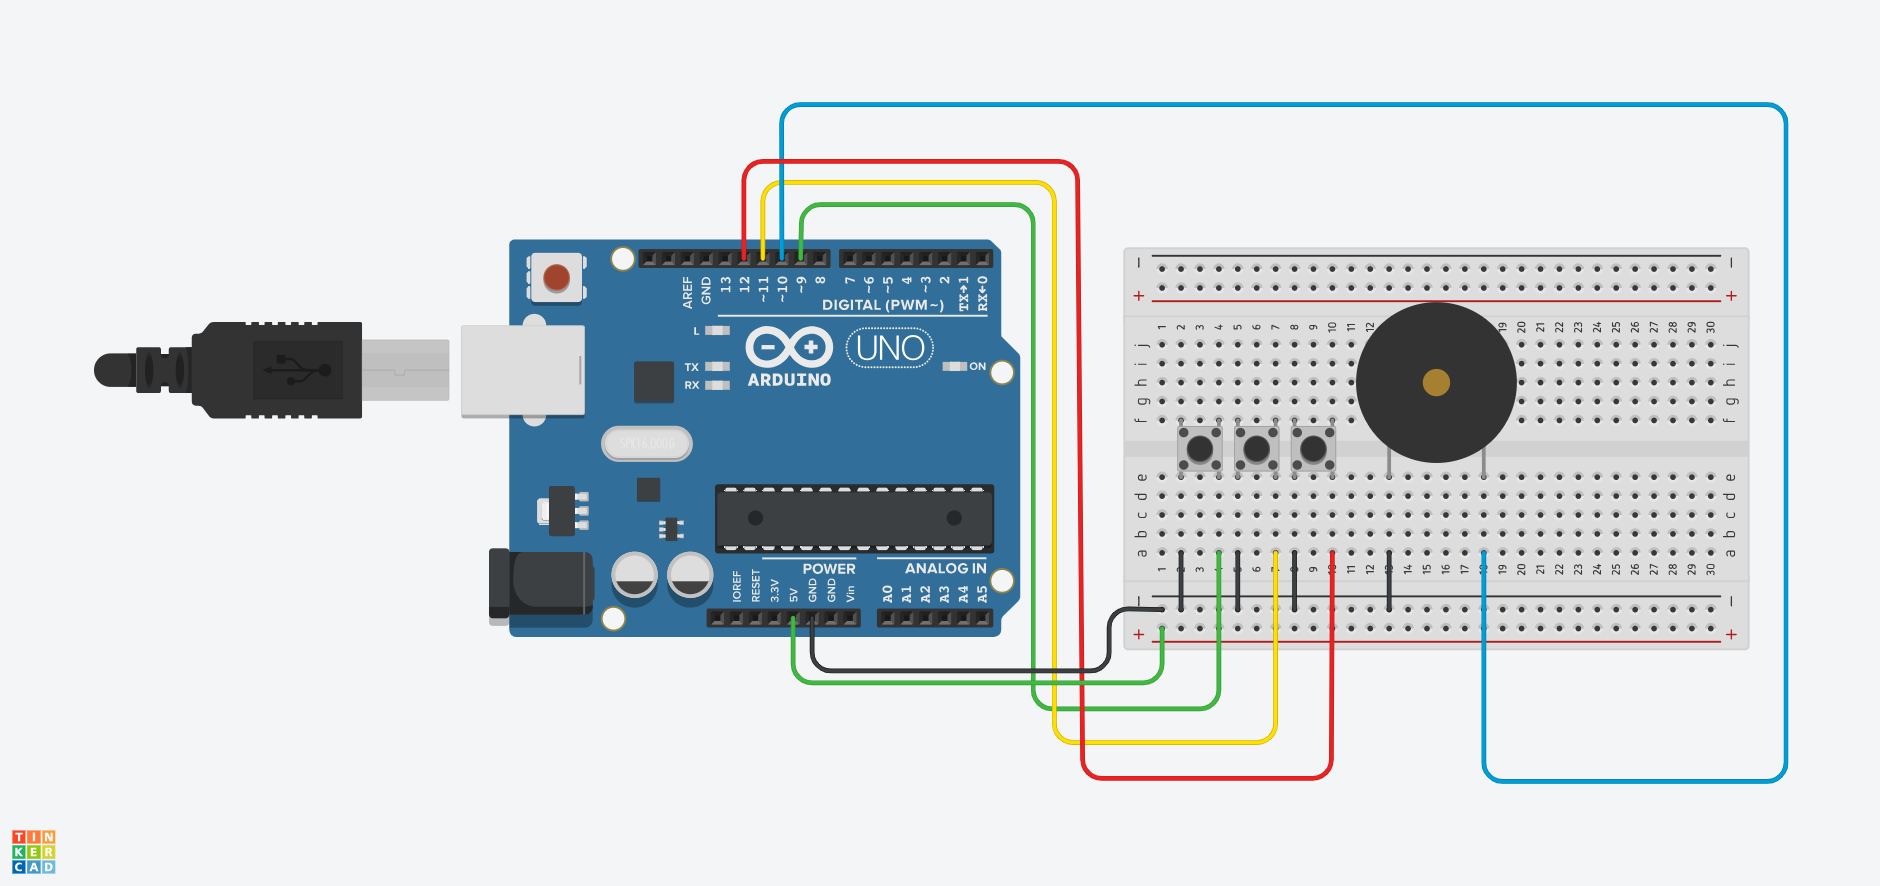 AREF
GND
13
12
~11
~10
~9
8
7
~6
~5
4
~3
2
TX→1
RX←0
DIGITAL (PWM~)
L
TX
RX
ARDUINO
UNO
ON
SPK16.000G
POWER
ANALOG IN
IOREF
RESET
3.3V
5V
GND
GND
Vin
A0
A1
A2
A3
A4
A5
- -
+ +
1 2 3 4 5 6 7 8 9 10 11 12 19 20 21 22 23 24 25 26 27 28 29 30
j j
i i
h h
g g
f f
e e
d d
c c
b b
a a
1 2 3 4 5 6 7 8 9 10 11 12 13 14 15 16 17 18 19 20 21 22 23 24 25 26 27 28 29 30
- -
+ +
TIN
KER
CAD